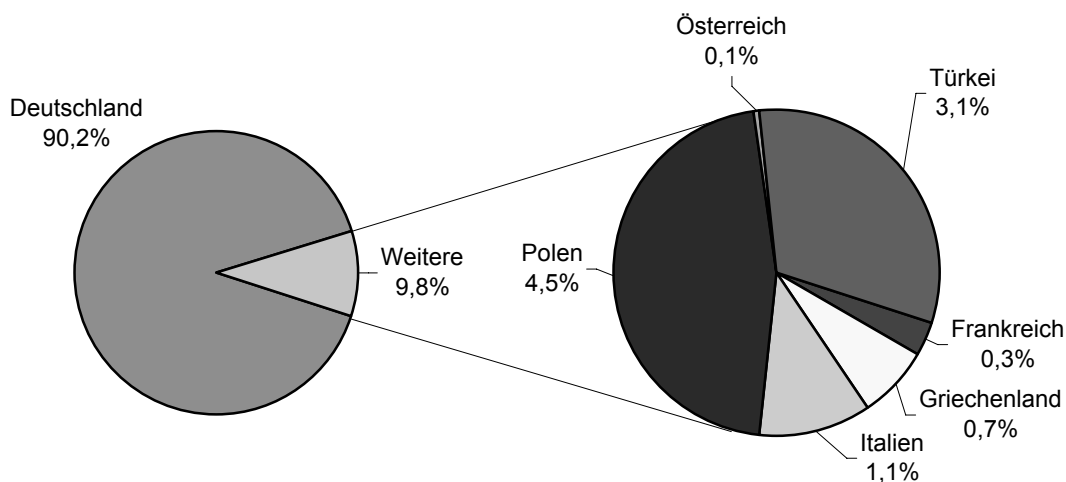 Deutschland
90,2%
Weitere
9,8%
Österreich
0,1%
Türkei
3,1%
Polen
4,5%
Frankreich
0,3%
Griechenland
0,7%
Italien
1,1%